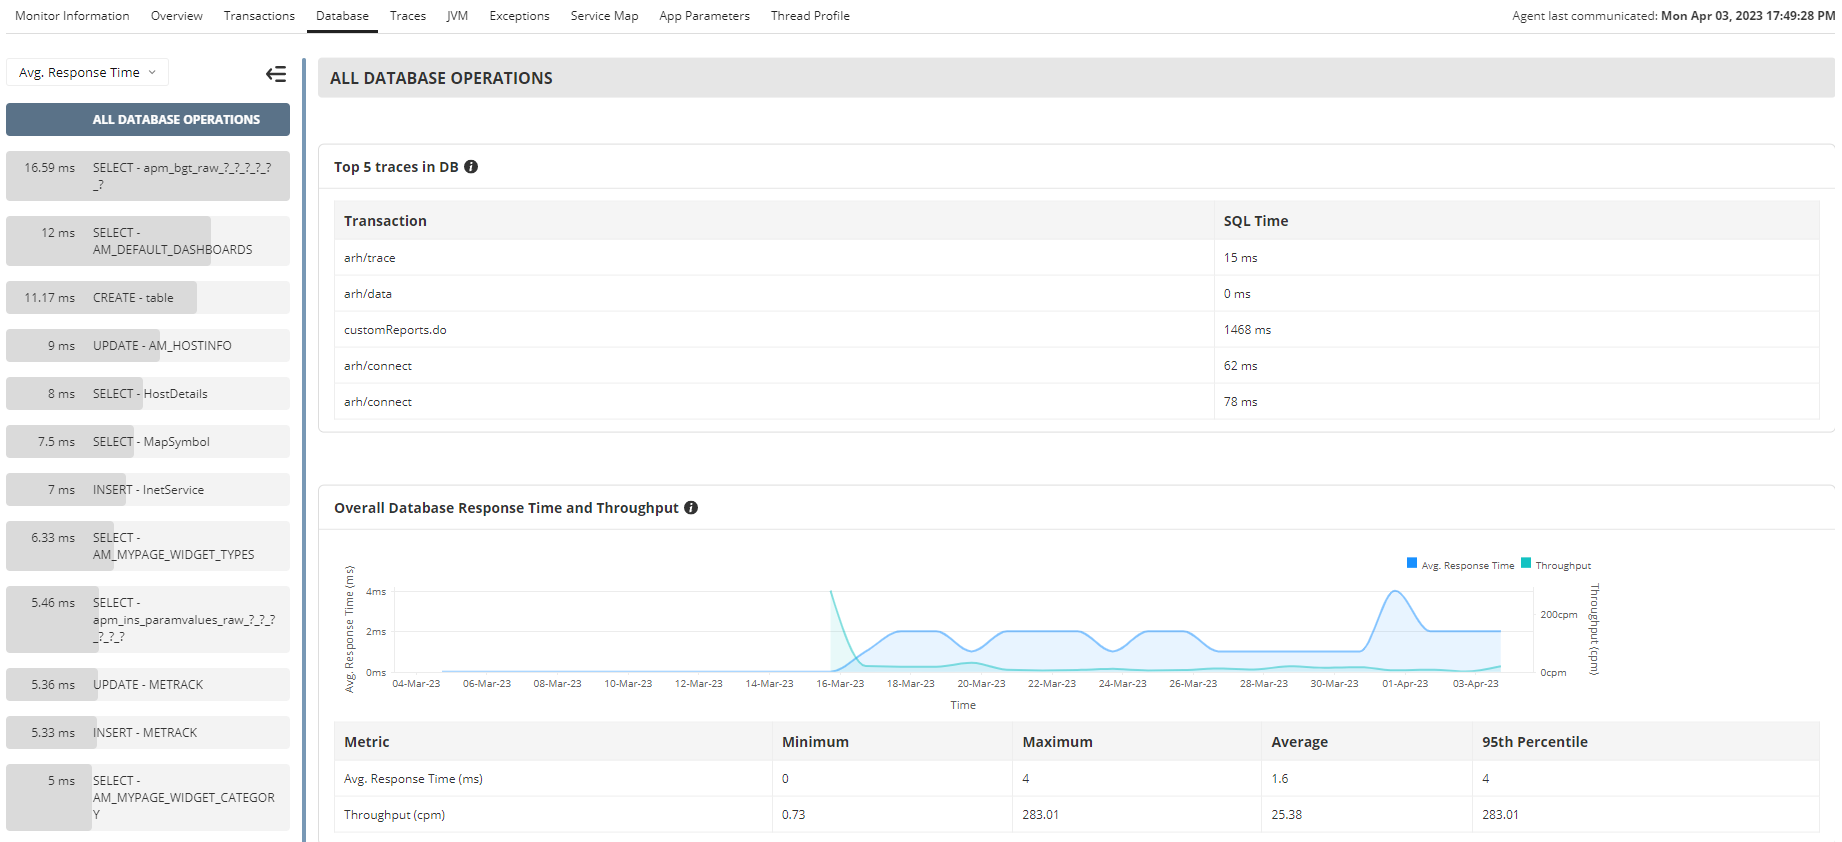 Monitor Information Overview Transactions Database Traces JVM Exceptions Service Map App Parameters Thread Profile Agent last communicated: Mon Apr 03, 2023 17:49:28 PM
Avg. Response Time
ALL DATABASE OPERATIONS
16.59 ms SELECT - apm_bgt_raw_?_?_?_?_?
_?
12 ms SELECT -
AM_DEFAULT_DASHBOARDS
11.17 ms CREATE - table
9 ms UPDATE - AM_HOSTINFO
8 ms SELECT - HostDetails
7.5 ms SELECT - MapSymbol
7 ms INSERT - InetService
6.33 ms SELECT -
AM_MYPAGE_WIDGET_TYPES
5.46 ms SELECT -
apm_ins_paramvalues_raw_?_?_?
_?_?_?
5.36 ms UPDATE - METRACK
5.33 ms INSERT - METRACK
5 ms SELECT -
AM_MYPAGE_WIDGET_CATEGOR
Y
ALL DATABASE OPERATIONS
Top 5 traces in DB
Transaction SQL Time
arh/trace 15 ms
arh/data 0 ms
customReports.do 1468 ms
arh/connect 62 ms
arh/connect 78 ms
Overall Database Response Time and Throughput
Avg. Response Time Throughput
Avg. Response Time (ms)
4ms
2ms
0ms
200cpm
0cpm
Throughput (cpm)
04-Mar-23 06-Mar-23 08-Mar-23 10-Mar-23 12-Mar-23 14-Mar-23 16-Mar-23 18-Mar-23 20-Mar-23 22-Mar-23 24-Mar-23 26-Mar-23 28-Mar-23 30-Mar-23 01-Apr-23 03-Apr-23
Time
Metric Minimum Maximum Average 95th Percentile
Avg. Response Time (ms) 0 4 1.6 4
Throughput (cpm) 0.73 283.01 25.38 283.01